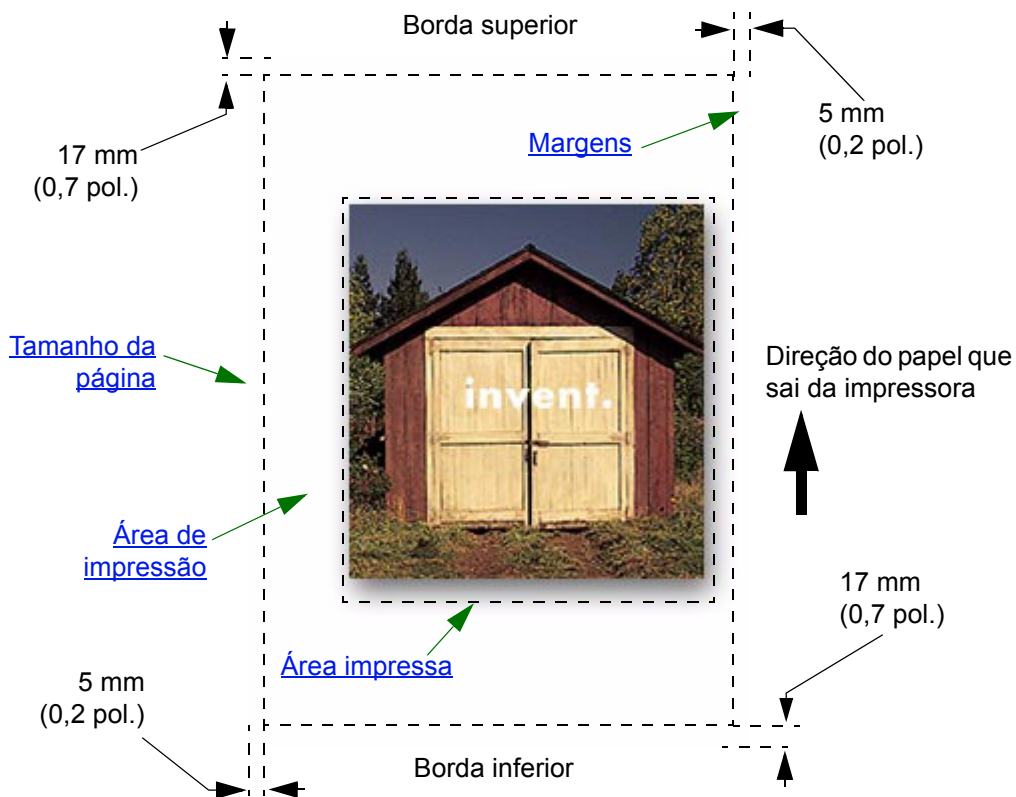 Borda superior
5 mm
(0,2 pol.)
Margens
17 mm
(0,7 pol.)
Tamanho da
página
invent.
Direção do papel que
sai da impressora
Área de
impressão
17 mm
(0,7 pol.)
Área impressa
5 mm
(0,2 pol.)
Borda inferior